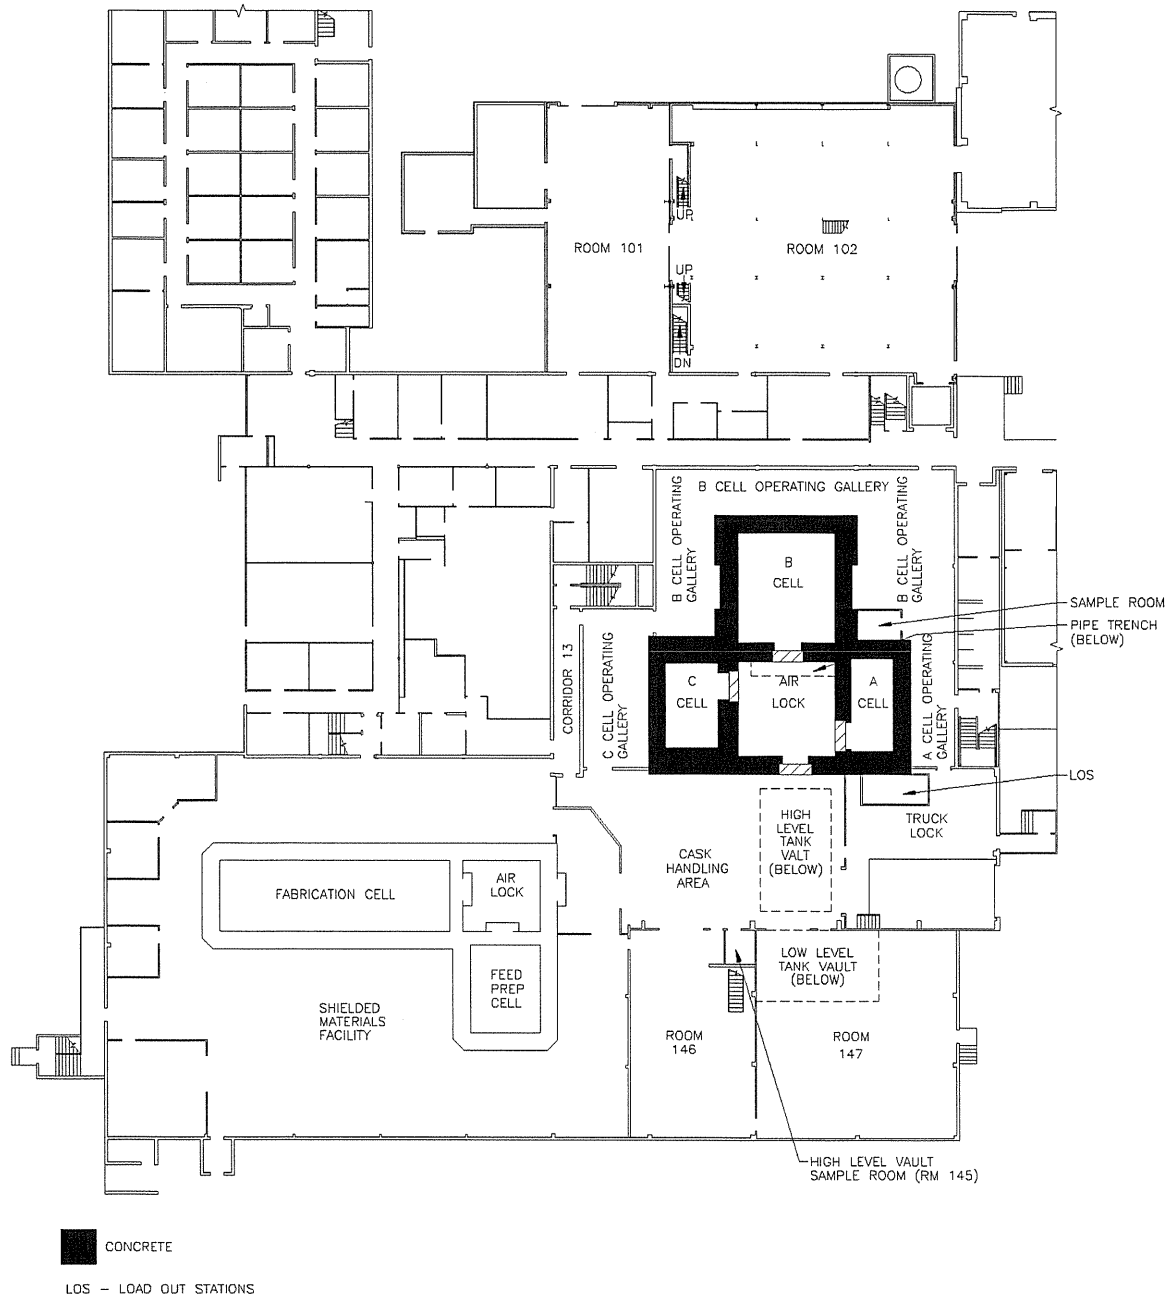 UP
ROOM 101
ROOM 102
UP
DN
B CELL OPERATING GALLERY
B CELL OPERATING
GALLERY
B CELL OPERATING
GALLERY
B
CELL
SAMPLE ROOM
PIPE TRENCH
(BELOW)
CORRIDOR 13
C CELL OPERATING
GALLERY
C
CELL
AIR
LOCK
A
CELL
A CELL OPERATING
GALLERY
LOS
HIGH
LEVEL
TANK
VALT
(BELOW)
TRUCK
LOCK
CASK
HANDLING
AREA
FABRICATION CELL
AIR
LOCK
FEED
PREP
CELL
LOW LEVEL
TANK VAULT
(BELOW)
SHIELDED
MATERIALS
FACILITY
ROOM
146
ROOM
147
HIGH LEVEL VAULT
SAMPLE ROOM (RM 145)
CONCRETE
LOS – LOAD OUT STATIONS